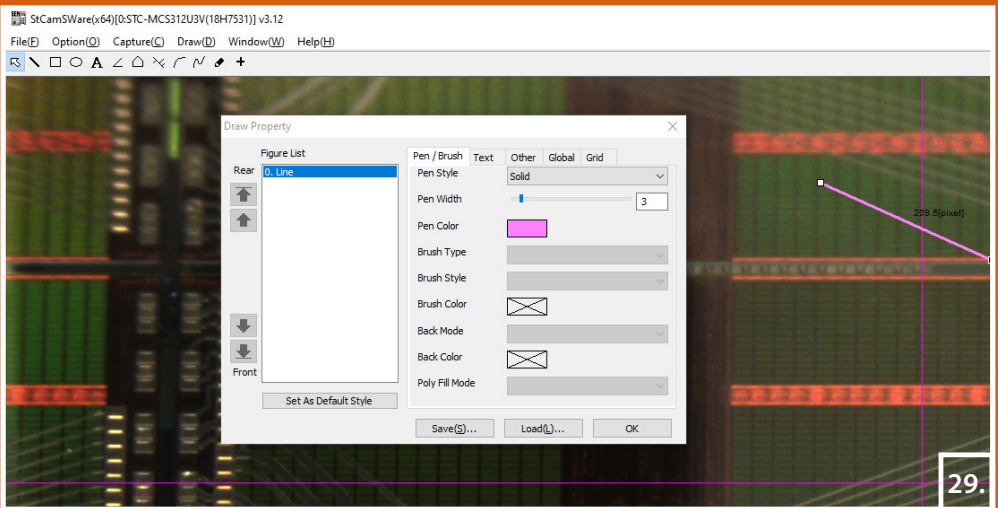 StCamSWare(x64)[0:STC-MCS312U3V(18H7531)] v3.12
File(F) Option(O) Capture(C) Draw(D) Window(W) Help(H)
A
Draw Property
Figure List
Rear
0. Line
Front
Set As Default Style
Pen / Brush Text Other Global Grid
Pen Style Solid
Pen Width 3
Pen Color
Brush Type
Brush Style
Brush Color
Back Mode
Back Color
Poly Fill Mode
Save(S)... Load(L)... OK
209.5[pixel]
29.